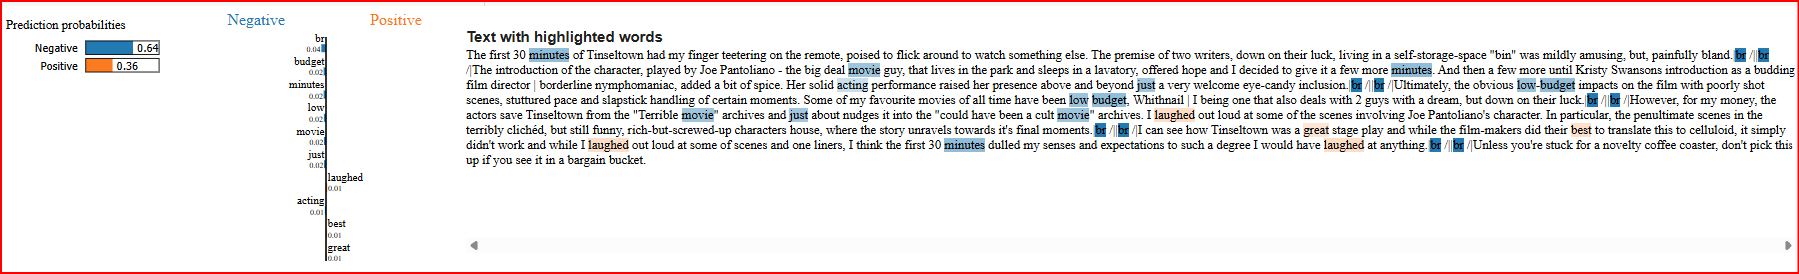 Prediction probabilities
Negative 0.64
Positive 0.36
Negative Positive
br
0.04
budget
0.02
minutes
0.02
low
0.02
movie
0.02
just
0.02
laughed
0.01
acting
0.01
best
0.01
great
0.01
Text with highlighted words
The first 30 minutes of Tinseltown had my finger teetering on the remote, poised to flick around to watch something else. The premise of two writers, down on their luck, living in a self-storage-space "bin" was mildly amusing, but, painfully bland.|br /||br
/|The introduction of the character, played by Joe Pantoliano - the big deal movie guy, that lives in the park and sleeps in a lavatory, offered hope and I decided to give it a few more minutes. And then a few more until Kristy Swansons introduction as a budding
film director | borderline nymphomaniac, added a bit of spice. Her solid acting performance raised her presence above and beyond just a very welcome eye-candy inclusion.|br /||br /|Ultimately, the obvious low-budget impacts on the film with poorly shot
scenes, stuttured pace and slapstick handling of certain moments. Some of my favourite movies of all time have been low budget, Whithnail | I being one that also deals with 2 guys with a dream, but down on their luck.|br /||br /|However, for my money, the
actors save Tinseltown from the "Terrible movie" archives and just about nudges it into the "could have been a cult movie" archives. I laughed out loud at some of the scenes involving Joe Pantoliano's character. In particular, the penultimate scenes in the
terribly clichéd, but still funny, rich-but-screwed-up characters house, where the story unravels towards it's final moments.|br /||br /|I can see how Tinseltown was a great stage play and while the film-makers did their best to translate this to celluloid, it simply
didn't work and while I laughed out loud at some of scenes and one liners, I think the first 30 minutes dulled my senses and expectations to such a degree I would have laughed at anything.|br /||br /|Unless you're stuck for a novelty coffee coaster, don't pick this
up if you see it in a bargain bucket.